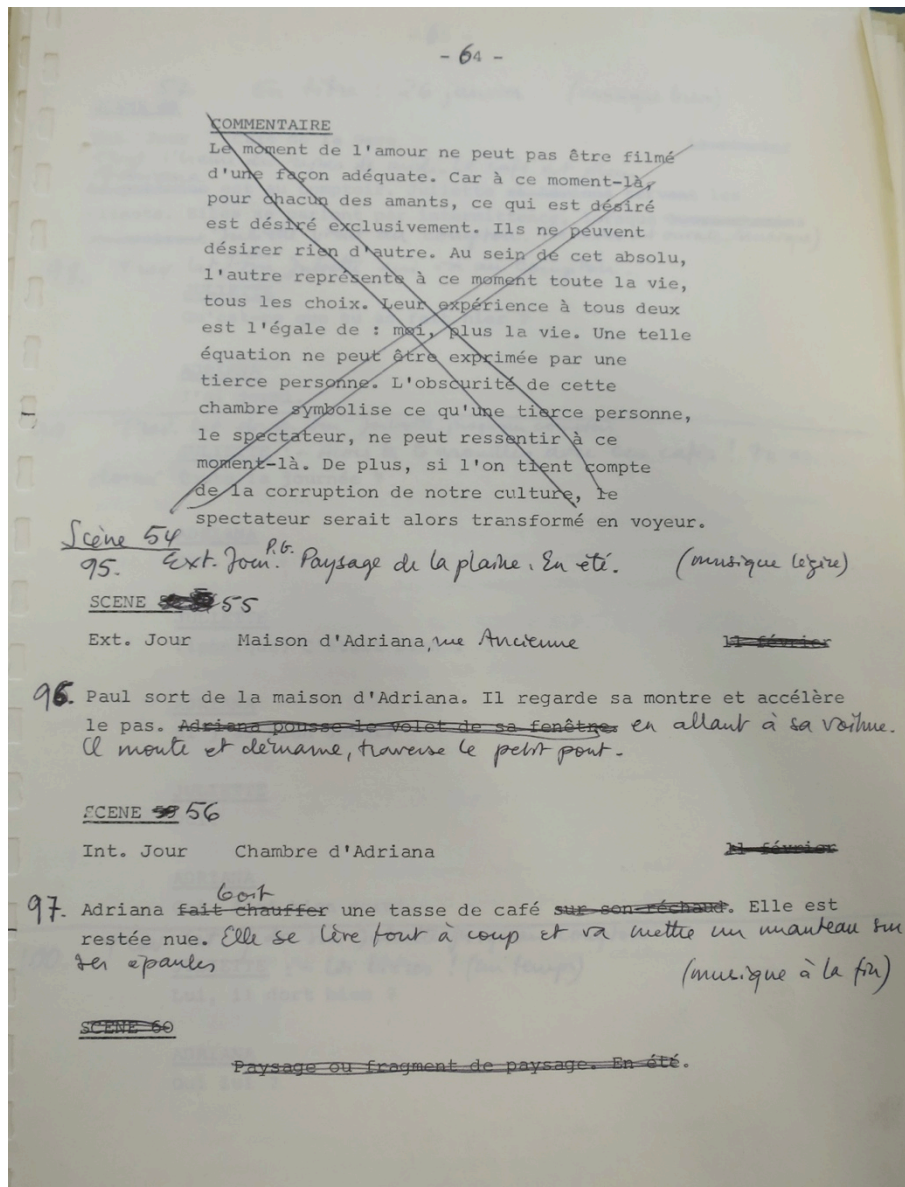 - 64 -
COMMENTAIRE
Le moment de l'amour ne peut pas être filmé
d'une façon adéquate. Car à ce moment-là,
pour chacun des amants, ce qui est désiré
est désiré exclusivement. Ils ne peuvent
désirer rien d'autre. Au sein de cet absolu,
l'autre représente à ce moment toute la vie,
tous les choix. Leur expérience à tous deux
est l'égale de : moi, plus la vie. Une telle
équation ne peut être exprimée par une
tierce personne. L'obscurité de cette
chambre symbolise ce qu'une tierce personne,
le spectateur, ne peut ressentir à ce
moment-là. De plus, si l'on tient compte
de la corruption de notre culture, le
spectateur serait alors transformé en voyeur.
Scène 54
95. Ext. Jour. P.G. Paysage de la plaine. En été. (musique légère)
SCENE 55
Ext. Jour Maison d'Adriana, rue Ancienne 11 février
96. Paul sort de la maison d'Adriana. Il regarde sa montre et accélère
le pas. Adriana pousse le volet de sa fenêtre. en allant à sa voiture.
Il monte et démarre, traverse le petit pont.
SCENE 56
Int. Jour Chambre d'Adriana 11 février
boit
97. Adriana fait chauffer une tasse de café sur son réchaud. Elle est
restée nue. Elle se lève tout à coup et va mettre un manteau sur
ses épaules (musique à la fin)
SCENE 60
Paysage ou fragment de paysage. En été.